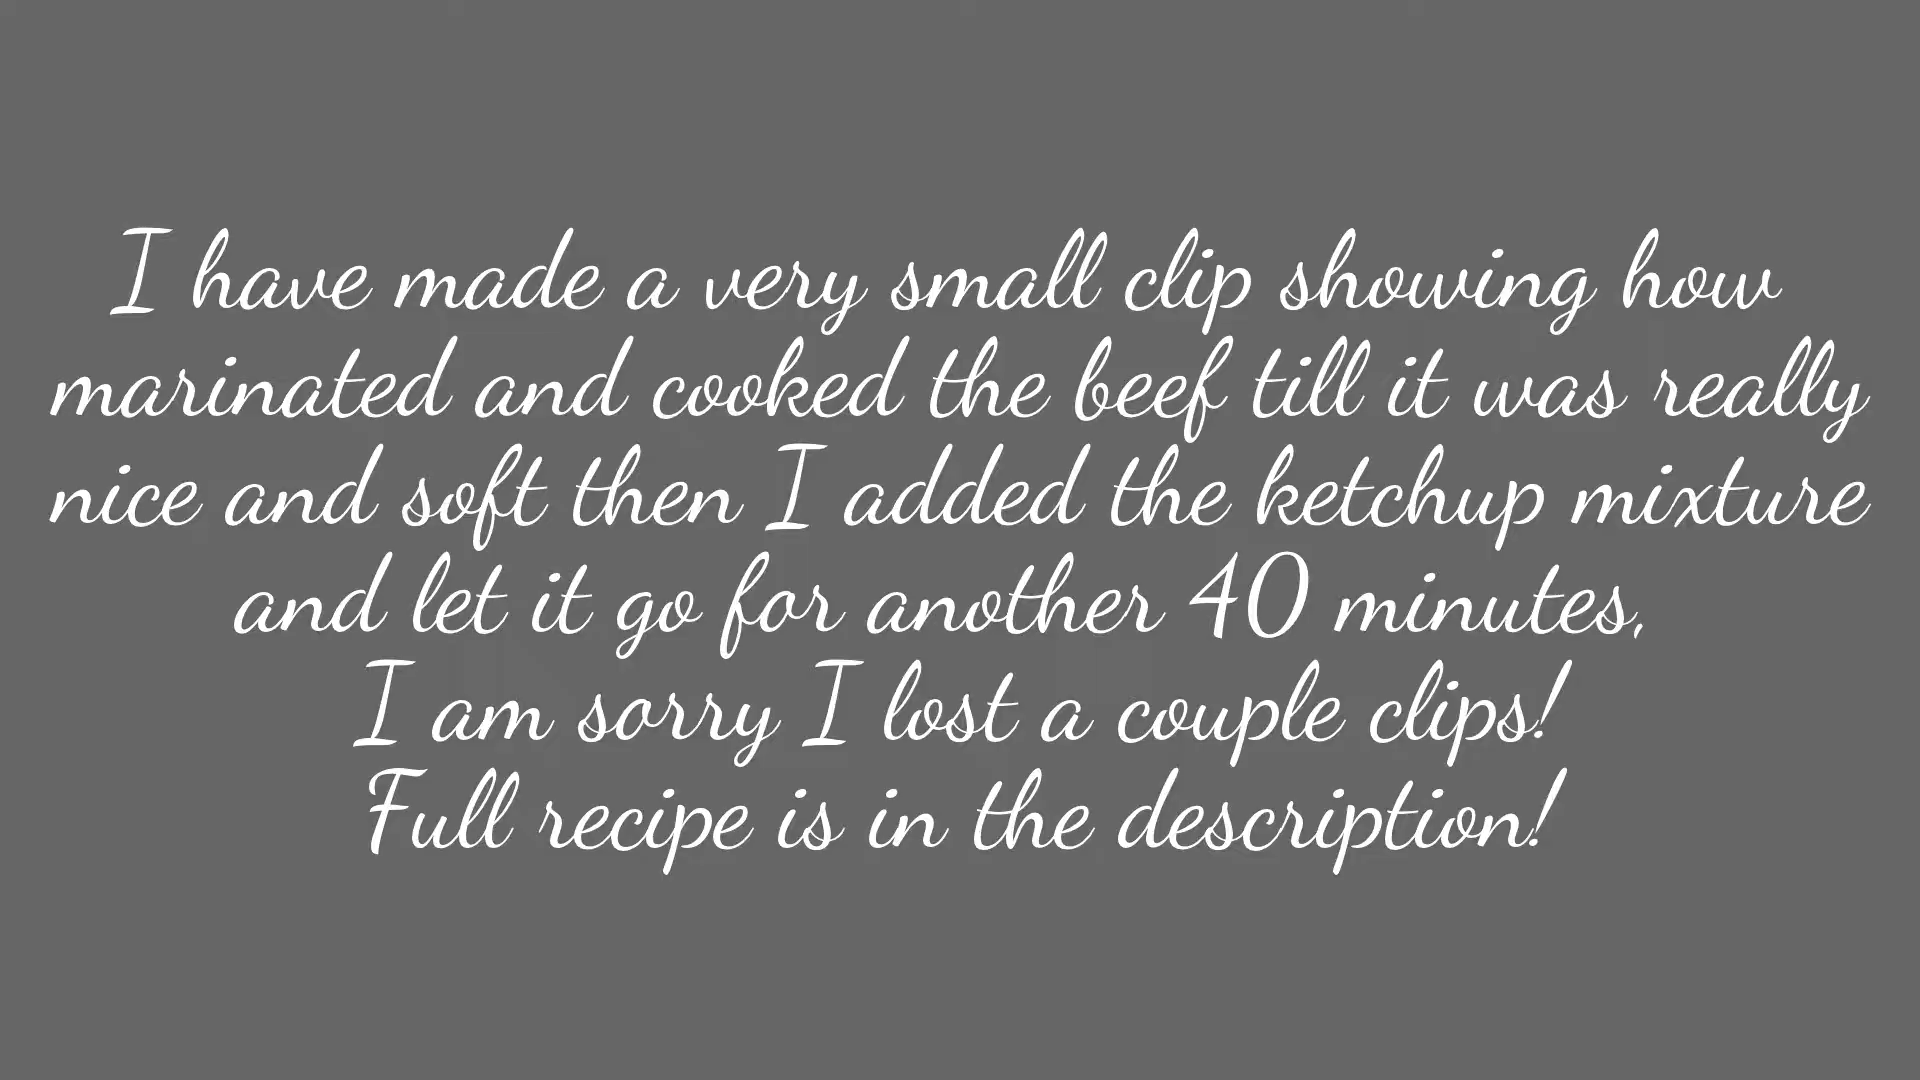 I have made a very small clip showing how
marinated and cooked the beef till it was really
nice and soft then I added the ketchup mixture
and let it go for another 40 minutes,
I am sorry I lost a couple clips!
Full recipe is in the description!